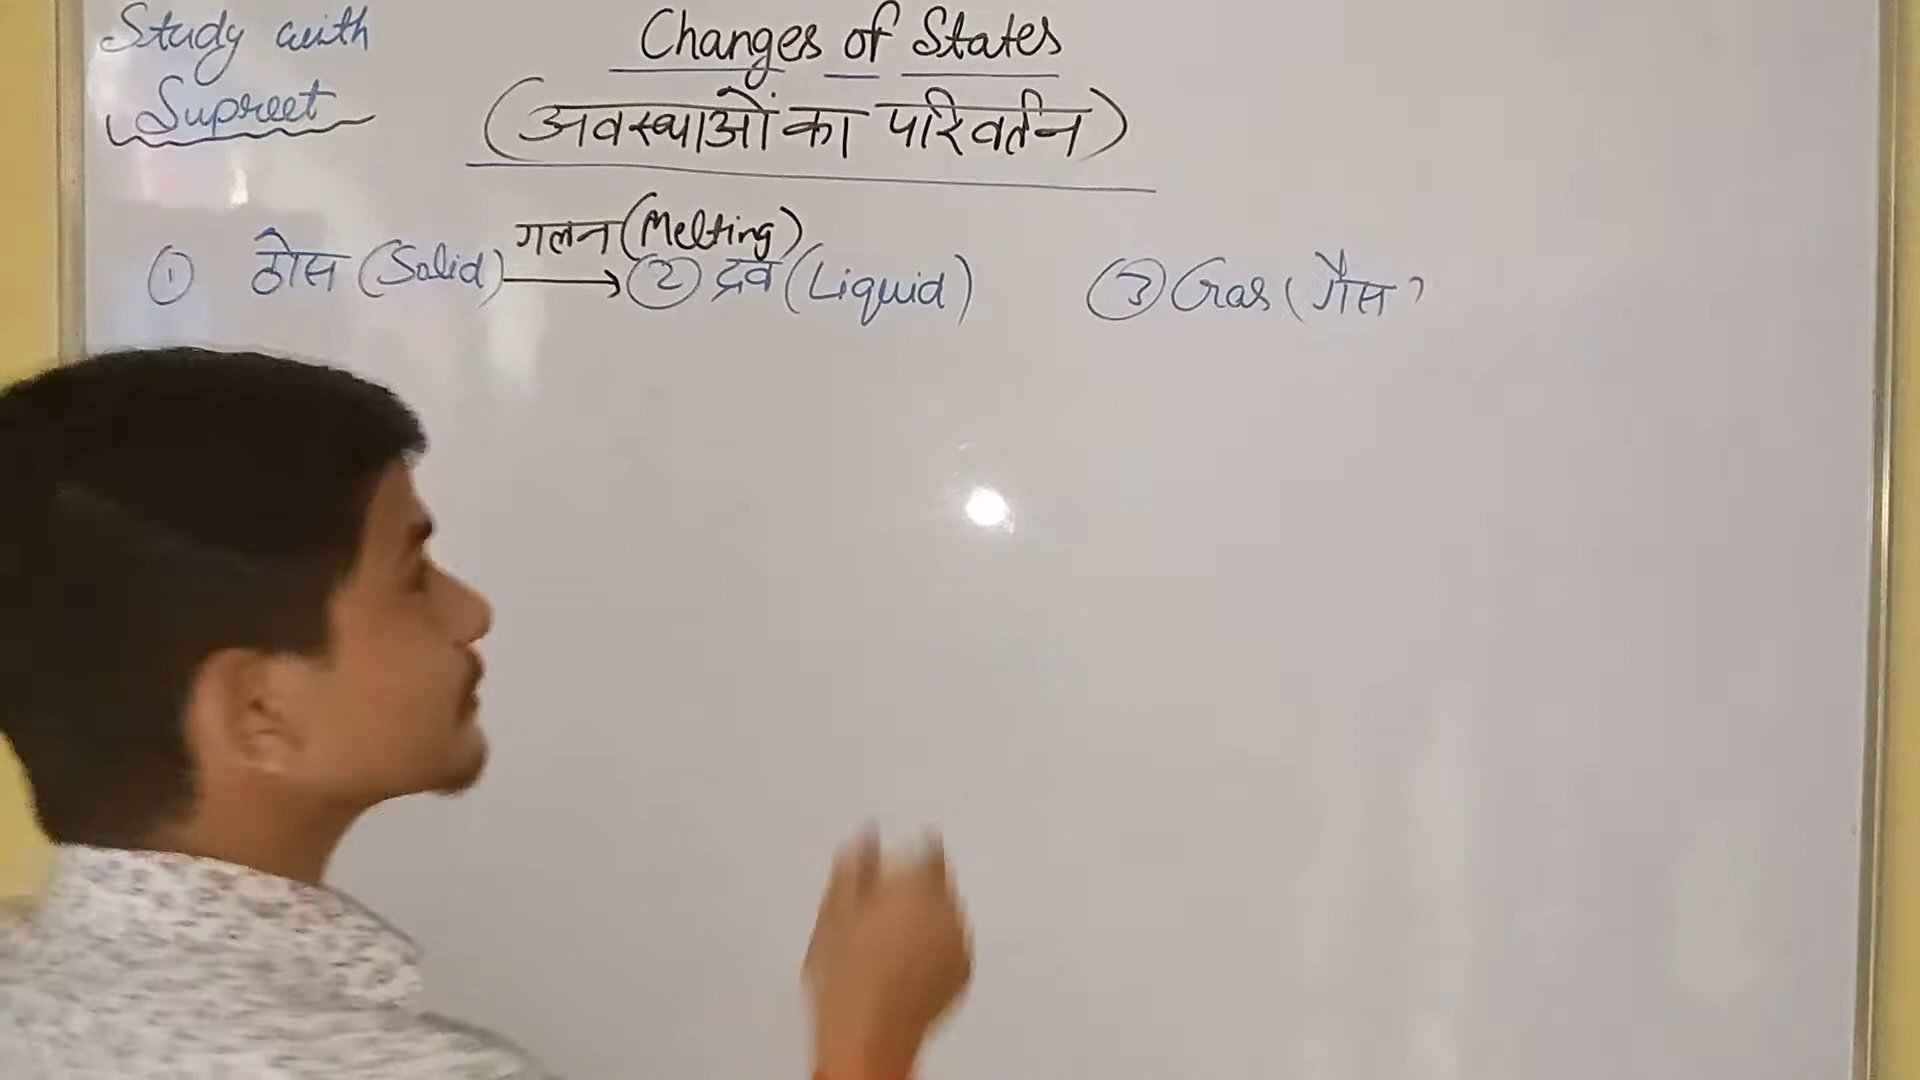 Study with
Supreet
Changes of States
(अवस्थाओं का परिवर्तन)
गलन (Melting)
① ठोस (Solid) → ② द्रव (Liquid) ③ Gas (गैस)